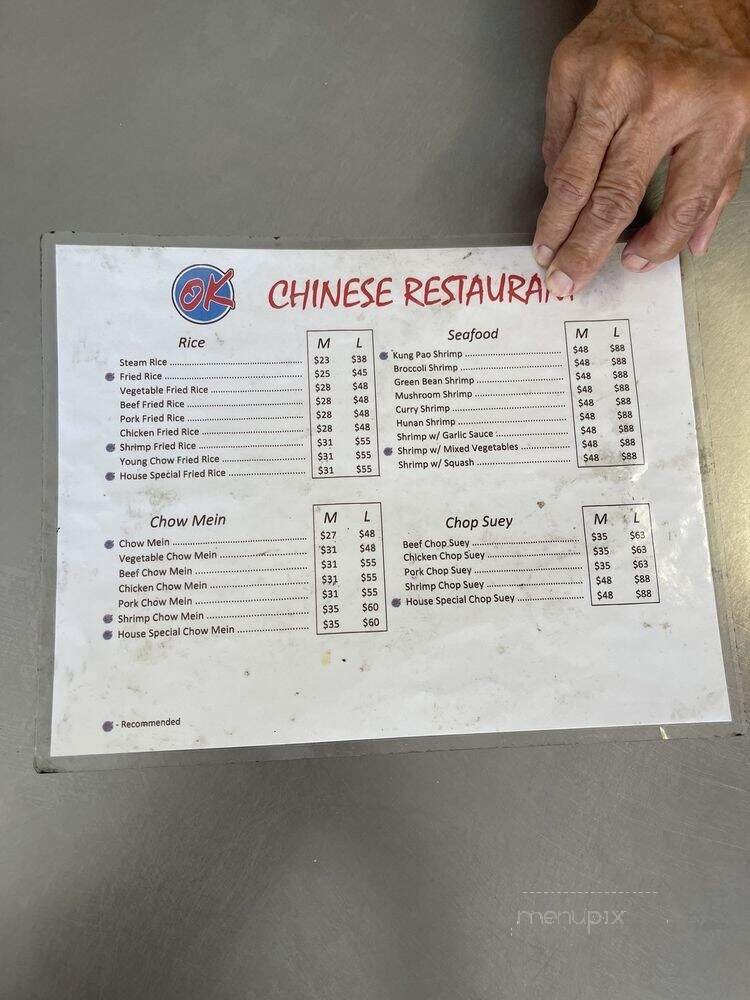 OK CHINESE RESTAURANT
Rice M L
Steam Rice $23 $38
Fried Rice $25 $45
Vegetable Fried Rice $28 $48
Beef Fried Rice $28 $48
Pork Fried Rice $28 $48
Chicken Fried Rice $28 $48
Shrimp Fried Rice $31 $55
Young Chow Fried Rice $31 $55
House Special Fried Rice $31 $55
Seafood M L
Kung Pao Shrimp $48 $88
Broccoli Shrimp $48 $88
Green Bean Shrimp $48 $88
Mushroom Shrimp $48 $88
Curry Shrimp $48 $88
Hunan Shrimp $48 $88
Shrimp w/ Garlic Sauce $48 $88
Shrimp w/ Mixed Vegetables $48 $88
Shrimp w/ Squash $48 $88
Chow Mein M L
Chow Mein $27 $48
Vegetable Chow Mein $31 $48
Beef Chow Mein $31 $55
Chicken Chow Mein $31 $55
Pork Chow Mein $31 $55
Shrimp Chow Mein $35 $60
House Special Chow Mein $35 $60
Chop Suey M L
Beef Chop Suey $35 $63
Chicken Chop Suey $35 $63
Pork Chop Suey $35 $63
Shrimp Chop Suey $48 $88
House Special Chop Suey $48 $88
- Recommended
menupix